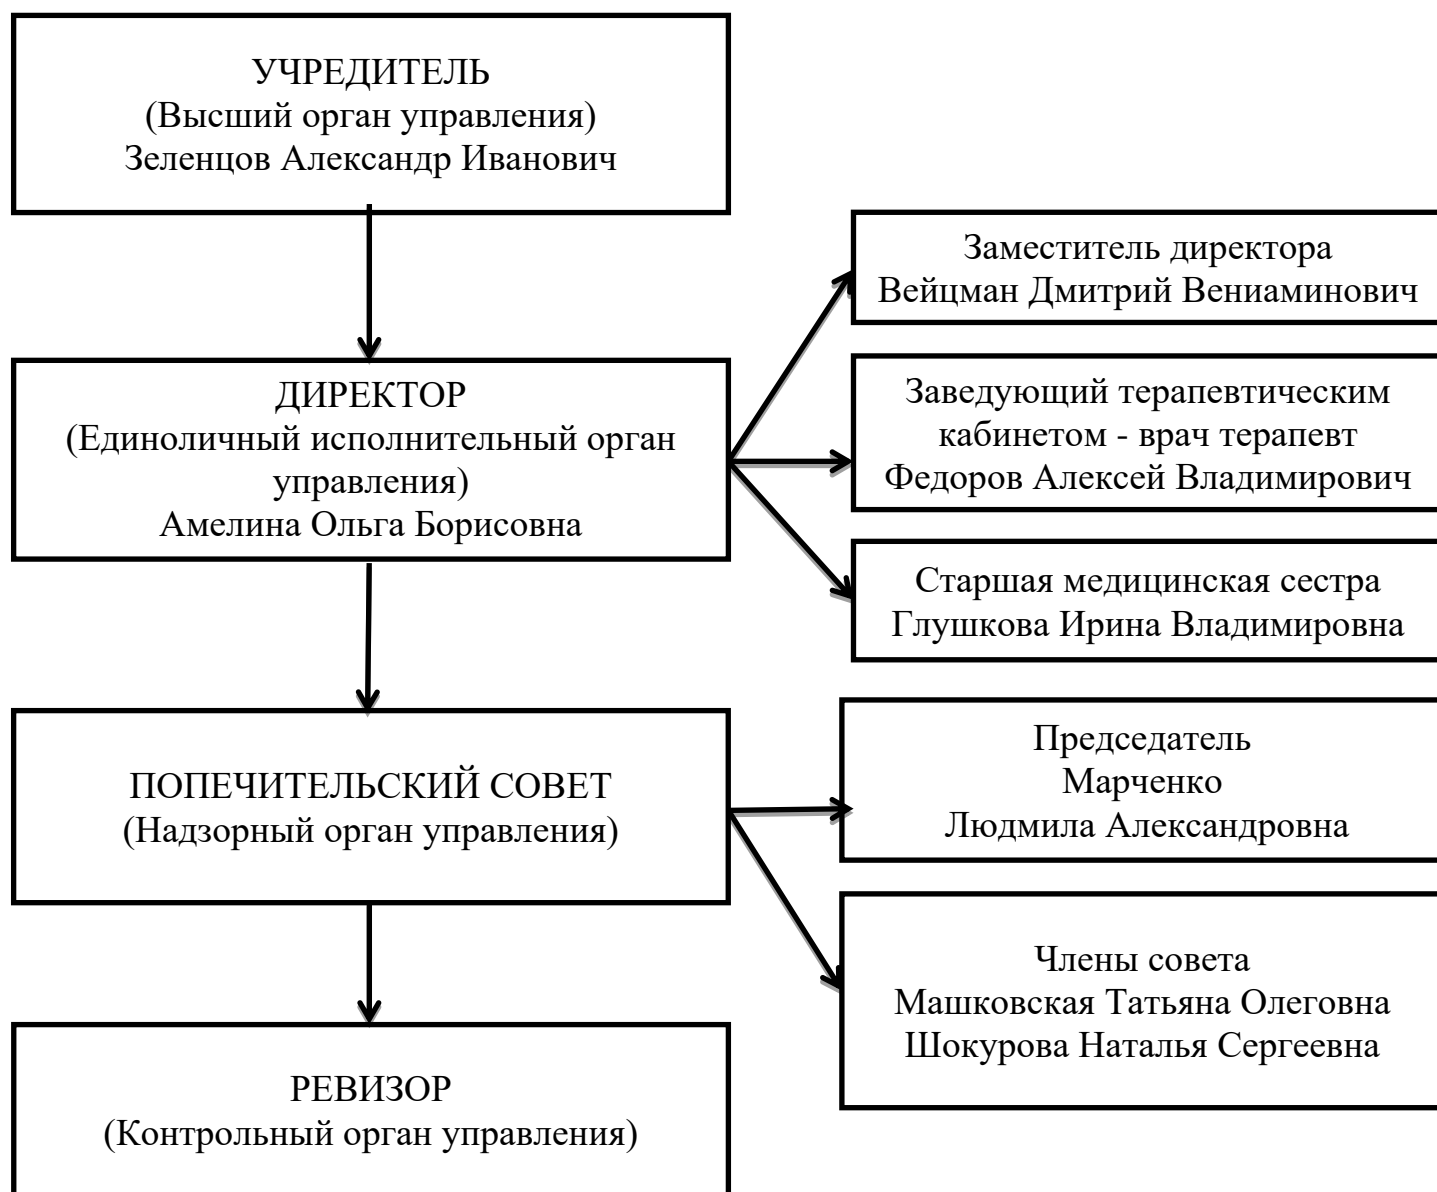 УЧРЕДИТЕЛЬ
(Высший орган управления)
Зеленцов Александр Иванович
ДИРЕКТОР
(Единоличный исполнительный орган
управления)
Амелина Ольга Борисовна
Заместитель директора
Вейцман Дмитрий Вениаминович
Заведующий терапевтическим
кабинетом - врач терапевт
Федоров Алексей Владимирович
Старшая медицинская сестра
Глушкова Ирина Владимировна
ПОПЕЧИТЕЛЬСКИЙ СОВЕТ
(Надзорный орган управления)
Председатель
Марченко
Людмила Александровна
Члены совета
Машковская Татьяна Олеговна
Шокурова Наталья Сергеевна
РЕВИЗОР
(Контрольный орган управления)